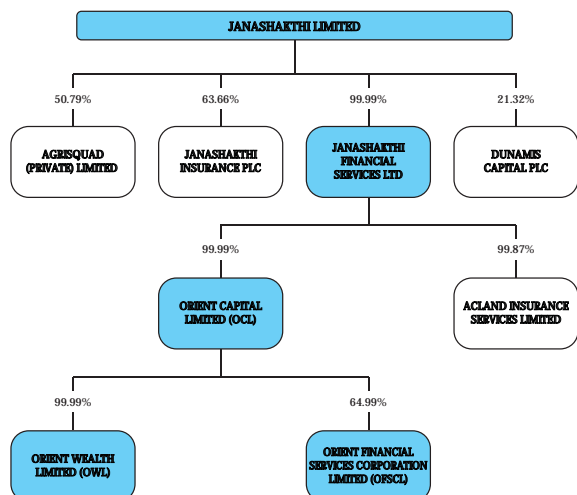 JANASHAKTHI LIMITED
50.79%
63.66%
99.99%
21.32%
AGRISQUAD
(PRIVATE) LIMITED
JANASHAKTHI
INSURANCE PLC
JANASHAKTHI
FINANCIAL
SERVICES LTD
DUNAMIS
CAPITAL PLC
99.99%
99.87%
ORIENT CAPITAL
LIMITED (OCL)
ACLAND INSURANCE
SERVICES LIMITED
99.99%
64.99%
ORIENT WEALTH
LIMITED (OWL)
ORIENT FINANCIAL
SERVICES CORPORATION
LIMITED (OFSCL)